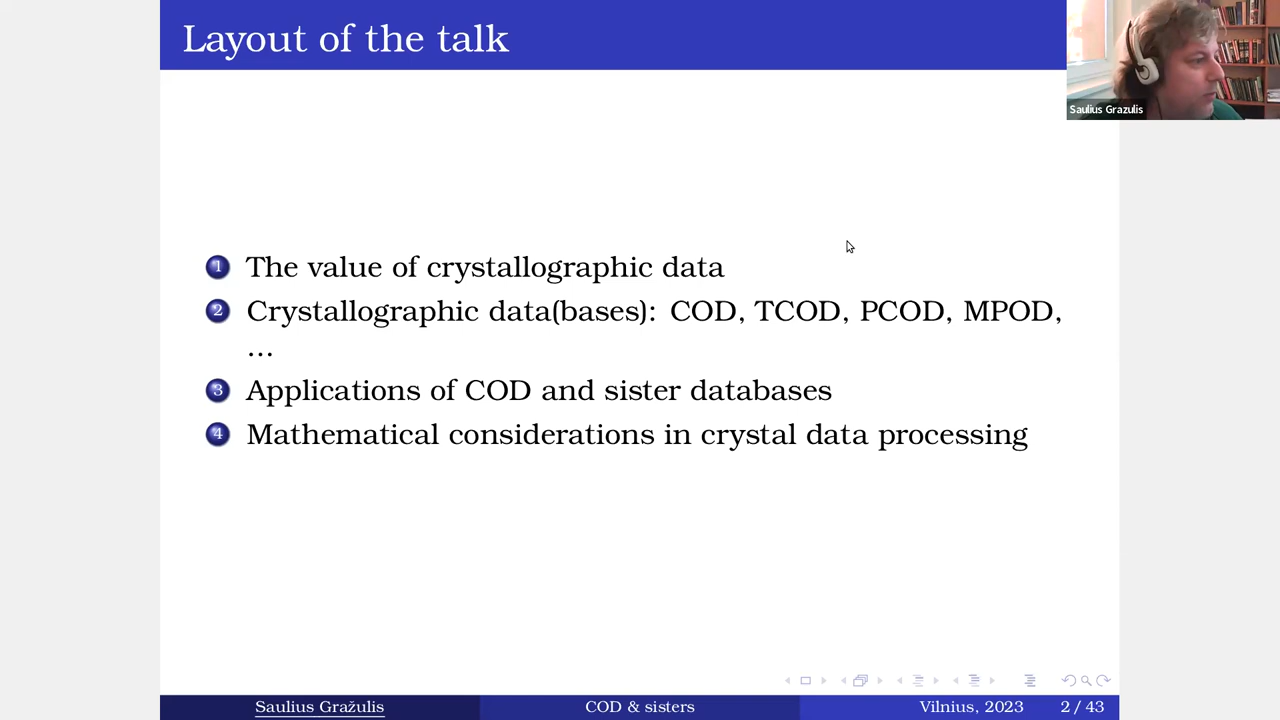 Layout of the talk
Saulius Grazulis
1 The value of crystallographic data
2 Crystallographic data(bases): COD, TCOD, PCOD, MPOD,
...
3 Applications of COD and sister databases
4 Mathematical considerations in crystal data processing
Saulius Gražulis COD & sisters Vilnius, 2023 2 / 43